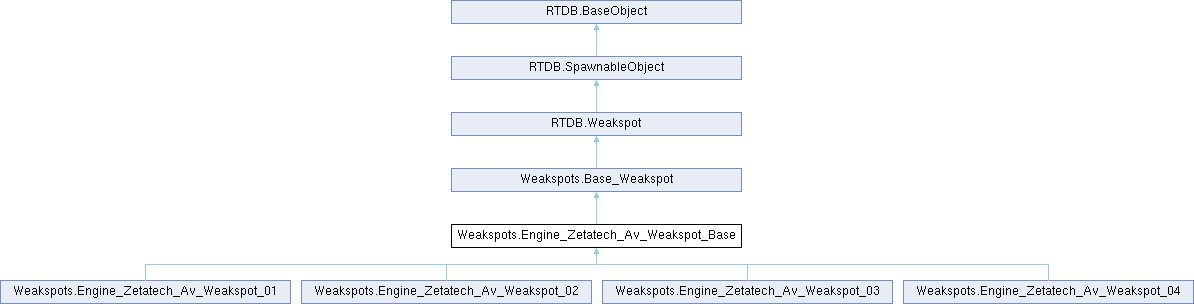 RTDB.BaseObject
RTDB.SpawnableObject
RTDB.Weakspot
Weakspots.Base_Weakspot
Weakspots.Engine_Zetatech_Av_Weakspot_Base
Weakspots.Engine_Zetatech_Av_Weakspot_01
Weakspots.Engine_Zetatech_Av_Weakspot_02
Weakspots.Engine_Zetatech_Av_Weakspot_03
Weakspots.Engine_Zetatech_Av_Weakspot_04